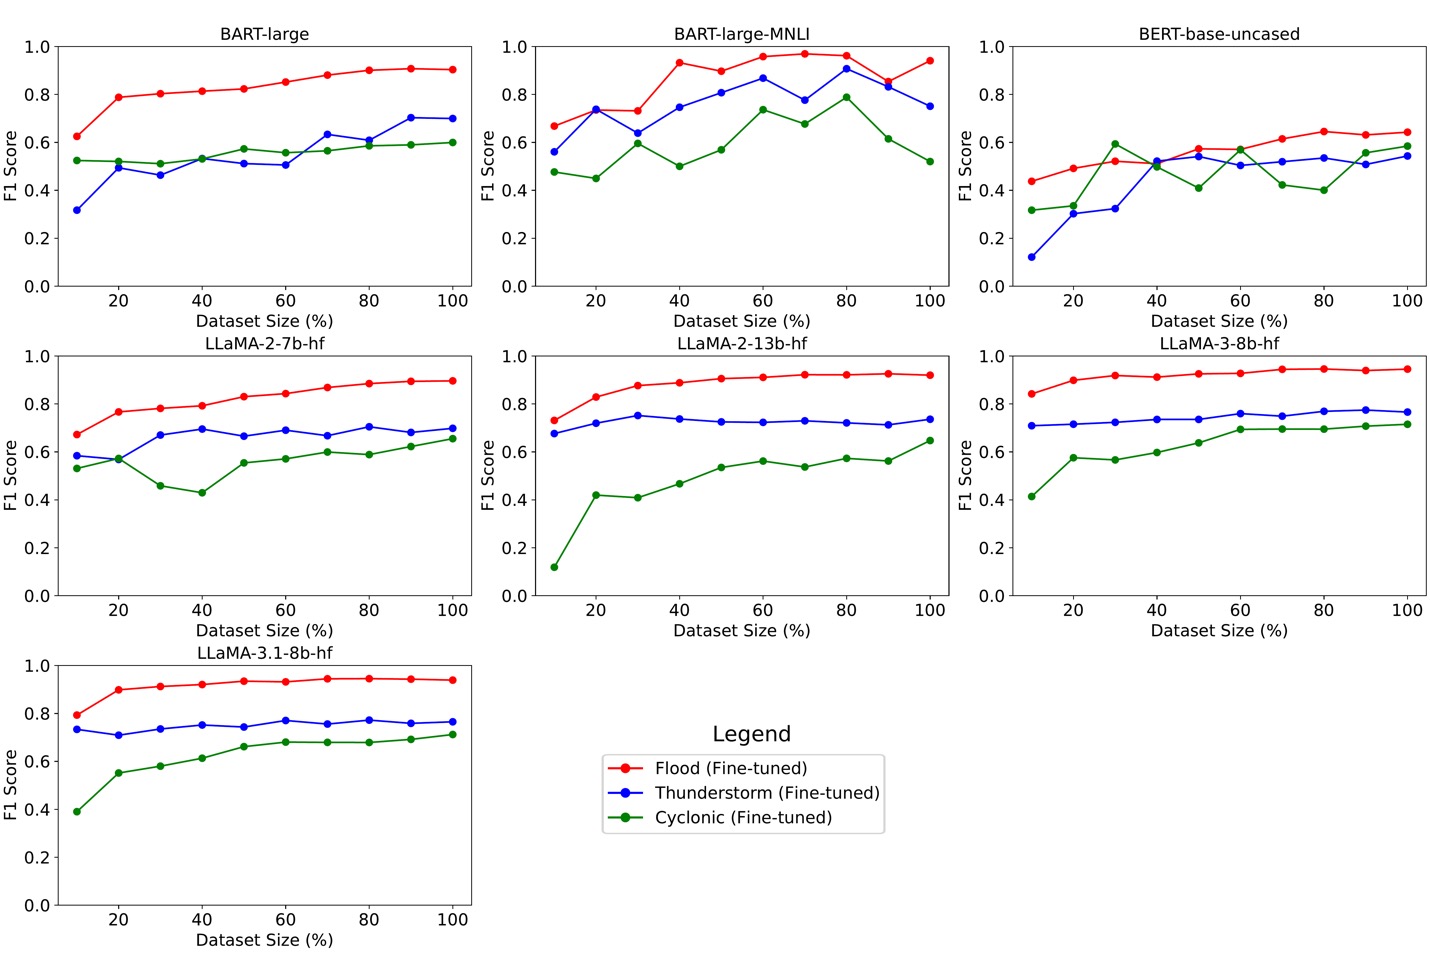 BART-large
1.0
0.8
0.6
0.4
0.2
0.0
F1 Score
20 40 60 80 100
Dataset Size (%)
BART-large-MNLI
1.0
0.8
0.6
0.4
0.2
0.0
F1 Score
20 40 60 80 100
Dataset Size (%)
BERT-base-uncased
1.0
0.8
0.6
0.4
0.2
0.0
F1 Score
20 40 60 80 100
Dataset Size (%)
LLaMA-2-7b-hf
1.0
0.8
0.6
0.4
0.2
0.0
F1 Score
20 40 60 80 100
Dataset Size (%)
LLaMA-2-13b-hf
1.0
0.8
0.6
0.4
0.2
0.0
F1 Score
20 40 60 80 100
Dataset Size (%)
LLaMA-3-8b-hf
1.0
0.8
0.6
0.4
0.2
0.0
F1 Score
20 40 60 80 100
Dataset Size (%)
LLaMA-3.1-8b-hf
1.0
0.8
0.6
0.4
0.2
0.0
F1 Score
20 40 60 80 100
Dataset Size (%)
Legend
Flood (Fine-tuned)
Thunderstorm (Fine-tuned)
Cyclonic (Fine-tuned)